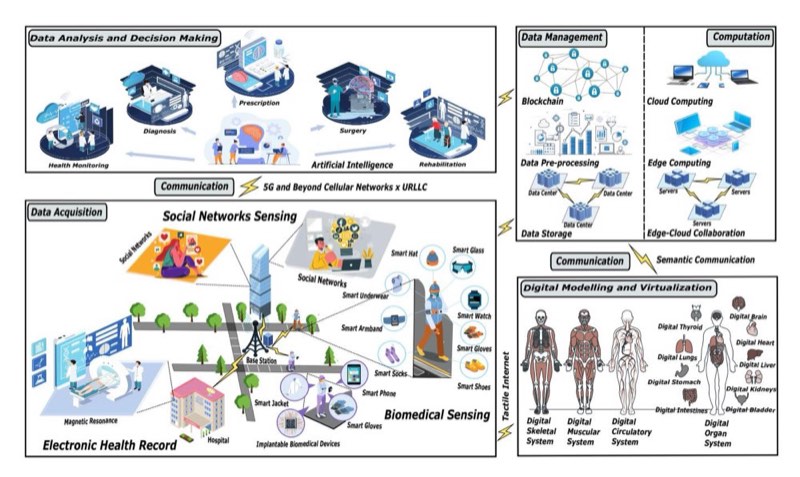 Data Analysis and Decision Making
Prescription
Diagnosis
Surgery
Health Monitoring
Artificial Intelligence
Rehabilitation
Data Management
Computation
Blockchain
Cloud Computing
Data Pre-processing
Edge Computing
Data Center
Data Center
Data Center
Data Storage
Servers
Servers
Servers
Edge-Cloud Collaboration
Communication
5G and Beyond Cellular Networks x URLLC
Communication
Semantic Communication
Data Acquisition
Social Networks Sensing
Social Networks
Social Networks
Smart Hat
Smart Glass
Smart Underwear
Smart Watch
Smart Armband
Smart Gloves
Base Station
Smart Socks
Smart Shoes
Smart Phone
Smart Jacket
Smart Gloves
Biomedical Sensing
Magnetic Resonance
Hospital
Implantable Biomedical Devices
Electronic Health Record
Tactile Internet
Digital Modelling and Virtualization
Digital Thyroid
Digital Brain
Digital Heart
Digital Lungs
Digital Liver
Digital Stomach
Digital Kidneys
Digital Intestines
Digital Bladder
Digital
Skeletal
System
Digital
Muscular
System
Digital
Circulatory
System
Digital
Organ
System